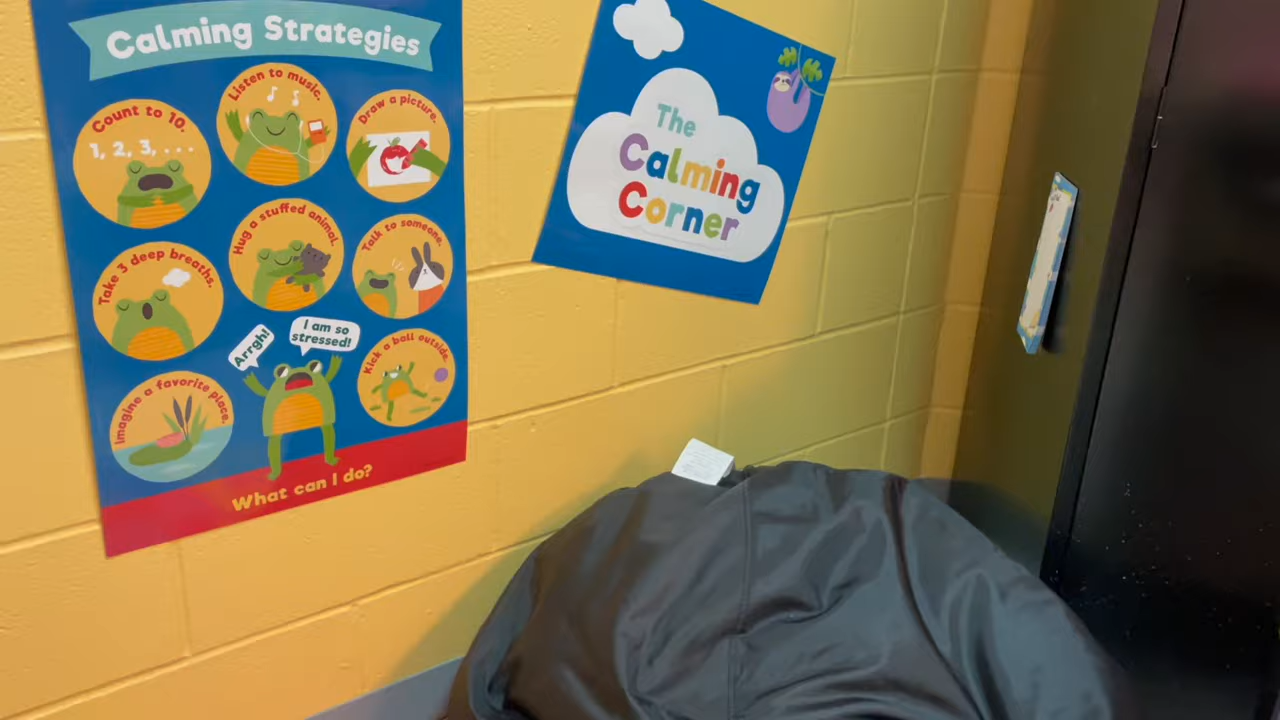 Calming Strategies
Count to 10.
1, 2, 3, . . .
Listen to music.
Draw a picture.
Take 3 deep breaths.
Hug a stuffed animal.
Talk to someone.
Imagine a favorite place.
Arrgh!
I am so
stressed!
Kick a ball outside.
What can I do?
The
Calming
Corner